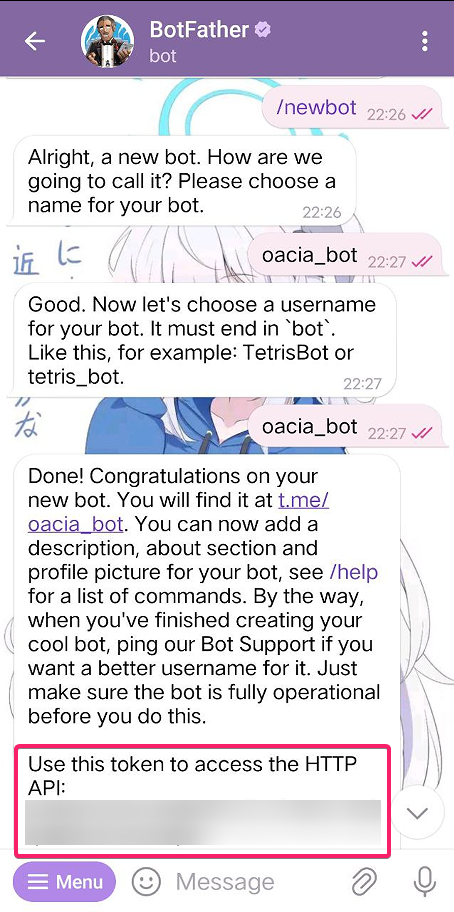 BotFather
bot
/newbot
22:26
Alright, a new bot. How are we
going to call it? Please choose a
name for your bot.
22:26
oacia_bot
22:27
近に
Good. Now let's choose a username
for your bot. It must end in `bot`.
Like this, for example: TetrisBot or
tetris_bot.
22:27
な
oacia_bot
22:27
Done! Congratulations on your
new bot. You will find it at t.me/
oacia_bot. You can now add a
description, about section and
profile picture for your bot, see /help
for a list of commands. By the way,
when you've finished creating your
cool bot, ping our Bot Support if you
want a better username for it. Just
make sure the bot is fully operational
before you do this.
Use this token to access the HTTP
API:
Menu
Message